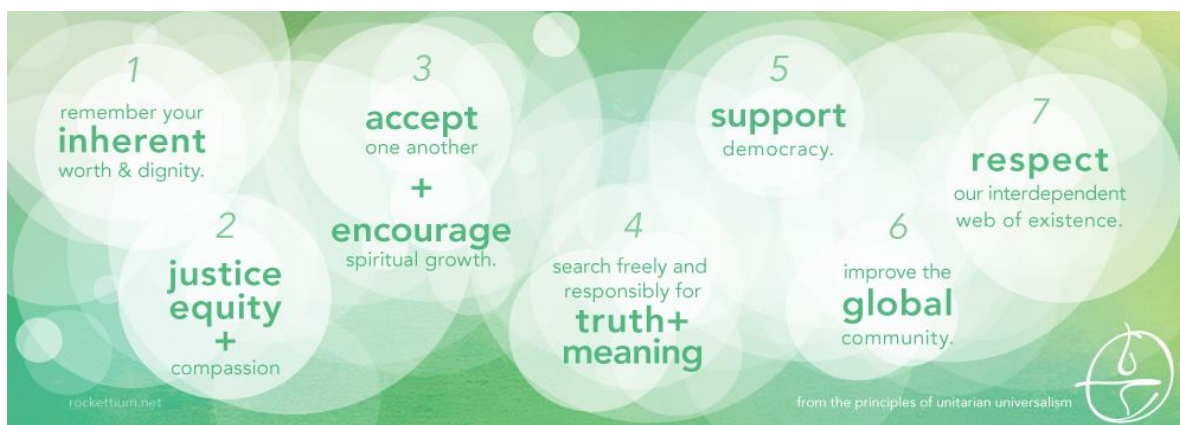 1
remember your
inherent
worth & dignity.
2
justice
equity
+
compassion
3
accept
one another
+
encourage
spiritual growth.
4
search freely and
responsibly for
truth+
meaning
5
support
democracy.
6
improve the
global
community.
7
respect
our interdependent
web of existence.
rockettium.net
from the principles of unitarian universalism